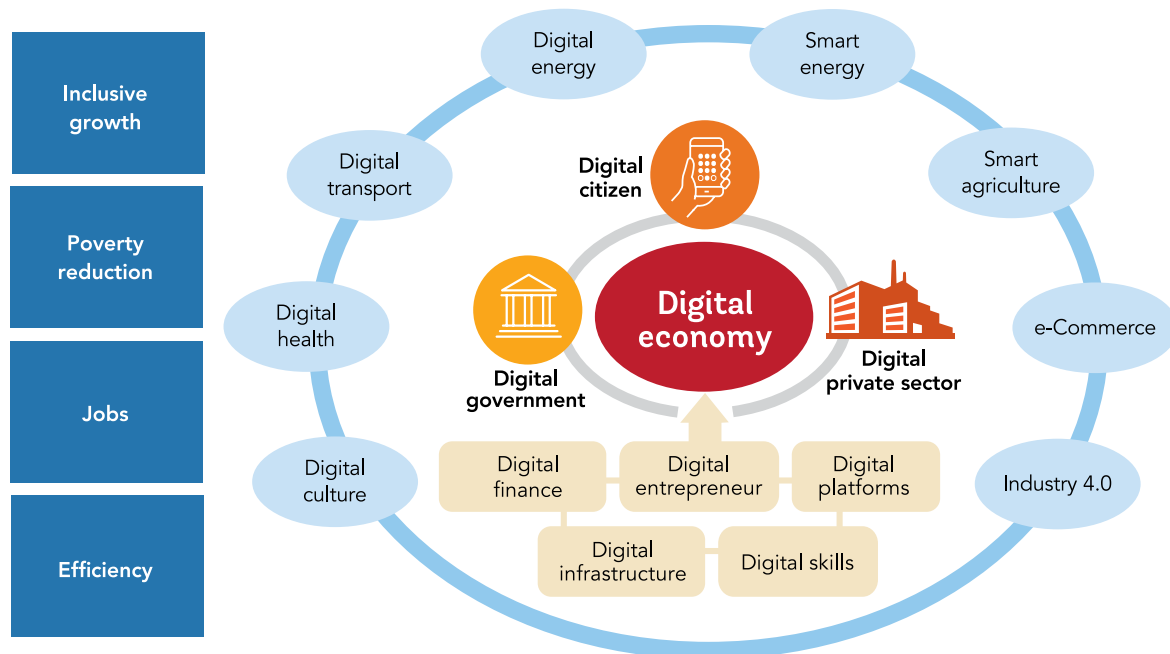 Inclusive
growth
Poverty
reduction
Jobs
Efficiency
Digital
energy
Smart
energy
Digital
transport
Smart
agriculture
Digital
health
e-Commerce
Digital
culture
Industry 4.0
Digital
citizen
Digital
economy
Digital
government
Digital
private sector
Digital
finance
Digital
entrepreneur
Digital
platforms
Digital
infrastructure
Digital skills